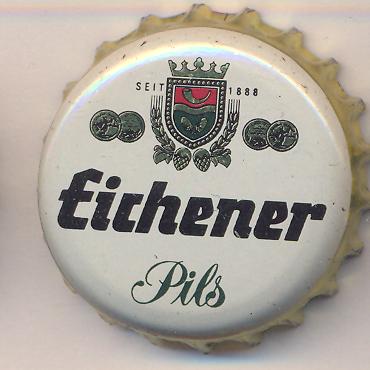 SEIT 1888
Eichener
Pils